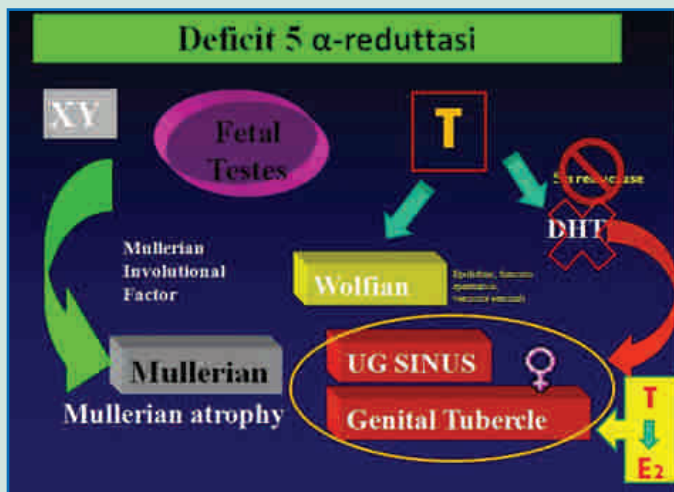 Deficit 5 α-reduttasi
XY
Fetal
Testes
T
5α reductase
DHT
Mullerian
Involutional
Factor
Wolfian
Mullerian
Mullerian atrophy
UG SINUS
Genital Tubercle
T
E2